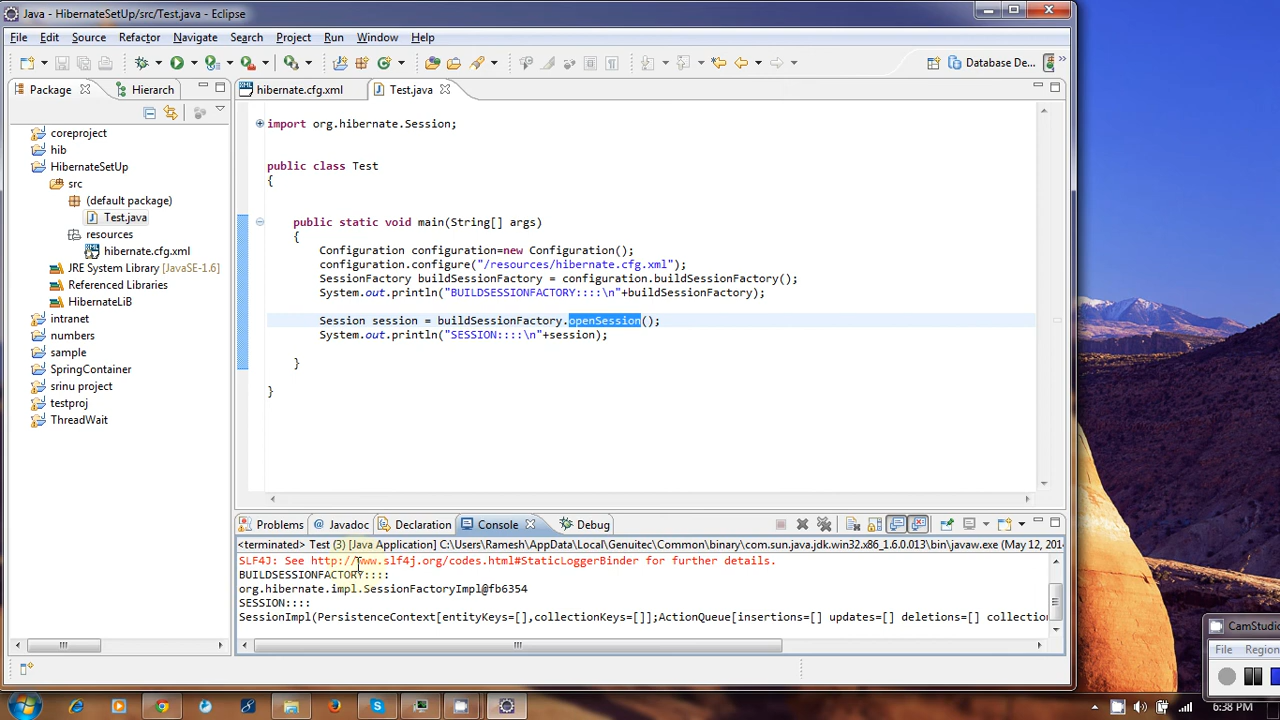 Java - HibernateSetUp/src/Test.java - Eclipse
File Edit Source Refactor Navigate Search Project Run Window Help
Database De...
Package Hierarchy
hibernate.cfg.xml Test.java
coreproject
hib
HibernateSetUp
src
(default package)
Test.java
resources
hibernate.cfg.xml
JRE System Library [JavaSE-1.6]
Referenced Libraries
HibernateLiB
intranet
numbers
sample
SpringContainer
srinu project
testproj
ThreadWait
import org.hibernate.Session;
public class Test
{
public static void main(String[] args)
{
Configuration configuration=new Configuration();
configuration.configure("/resources/hibernate.cfg.xml");
SessionFactory buildSessionFactory = configuration.buildSessionFactory();
System.out.println("BUILDSESSIONFACTORY::::\n"+buildSessionFactory);
Session session = buildSessionFactory.openSession();
System.out.println("SESSION::::\n"+session);
}
}
Problems Javadoc Declaration Console Debug
<terminated> Test (3) [Java Application] C:\Users\Ramesh\AppData\Local\Genuitec\Common\binary\com.sun.java.jdk.win32.x86_1.6.0.013\bin\javaw.exe (May 12, 201
SLF4J: See http://www.slf4j.org/codes.html#StaticLoggerBinder for further details.
BUILDSESSIONFACTORY::::
org.hibernate.impl.SessionFactoryImpl@fb6354
SESSION::::
SessionImpl(PersistenceContext[entityKeys=[],collectionKeys=[]];ActionQueue[insertions=[] updates=[] deletions=[] collection
CamStudio
File Region
6:38 PM